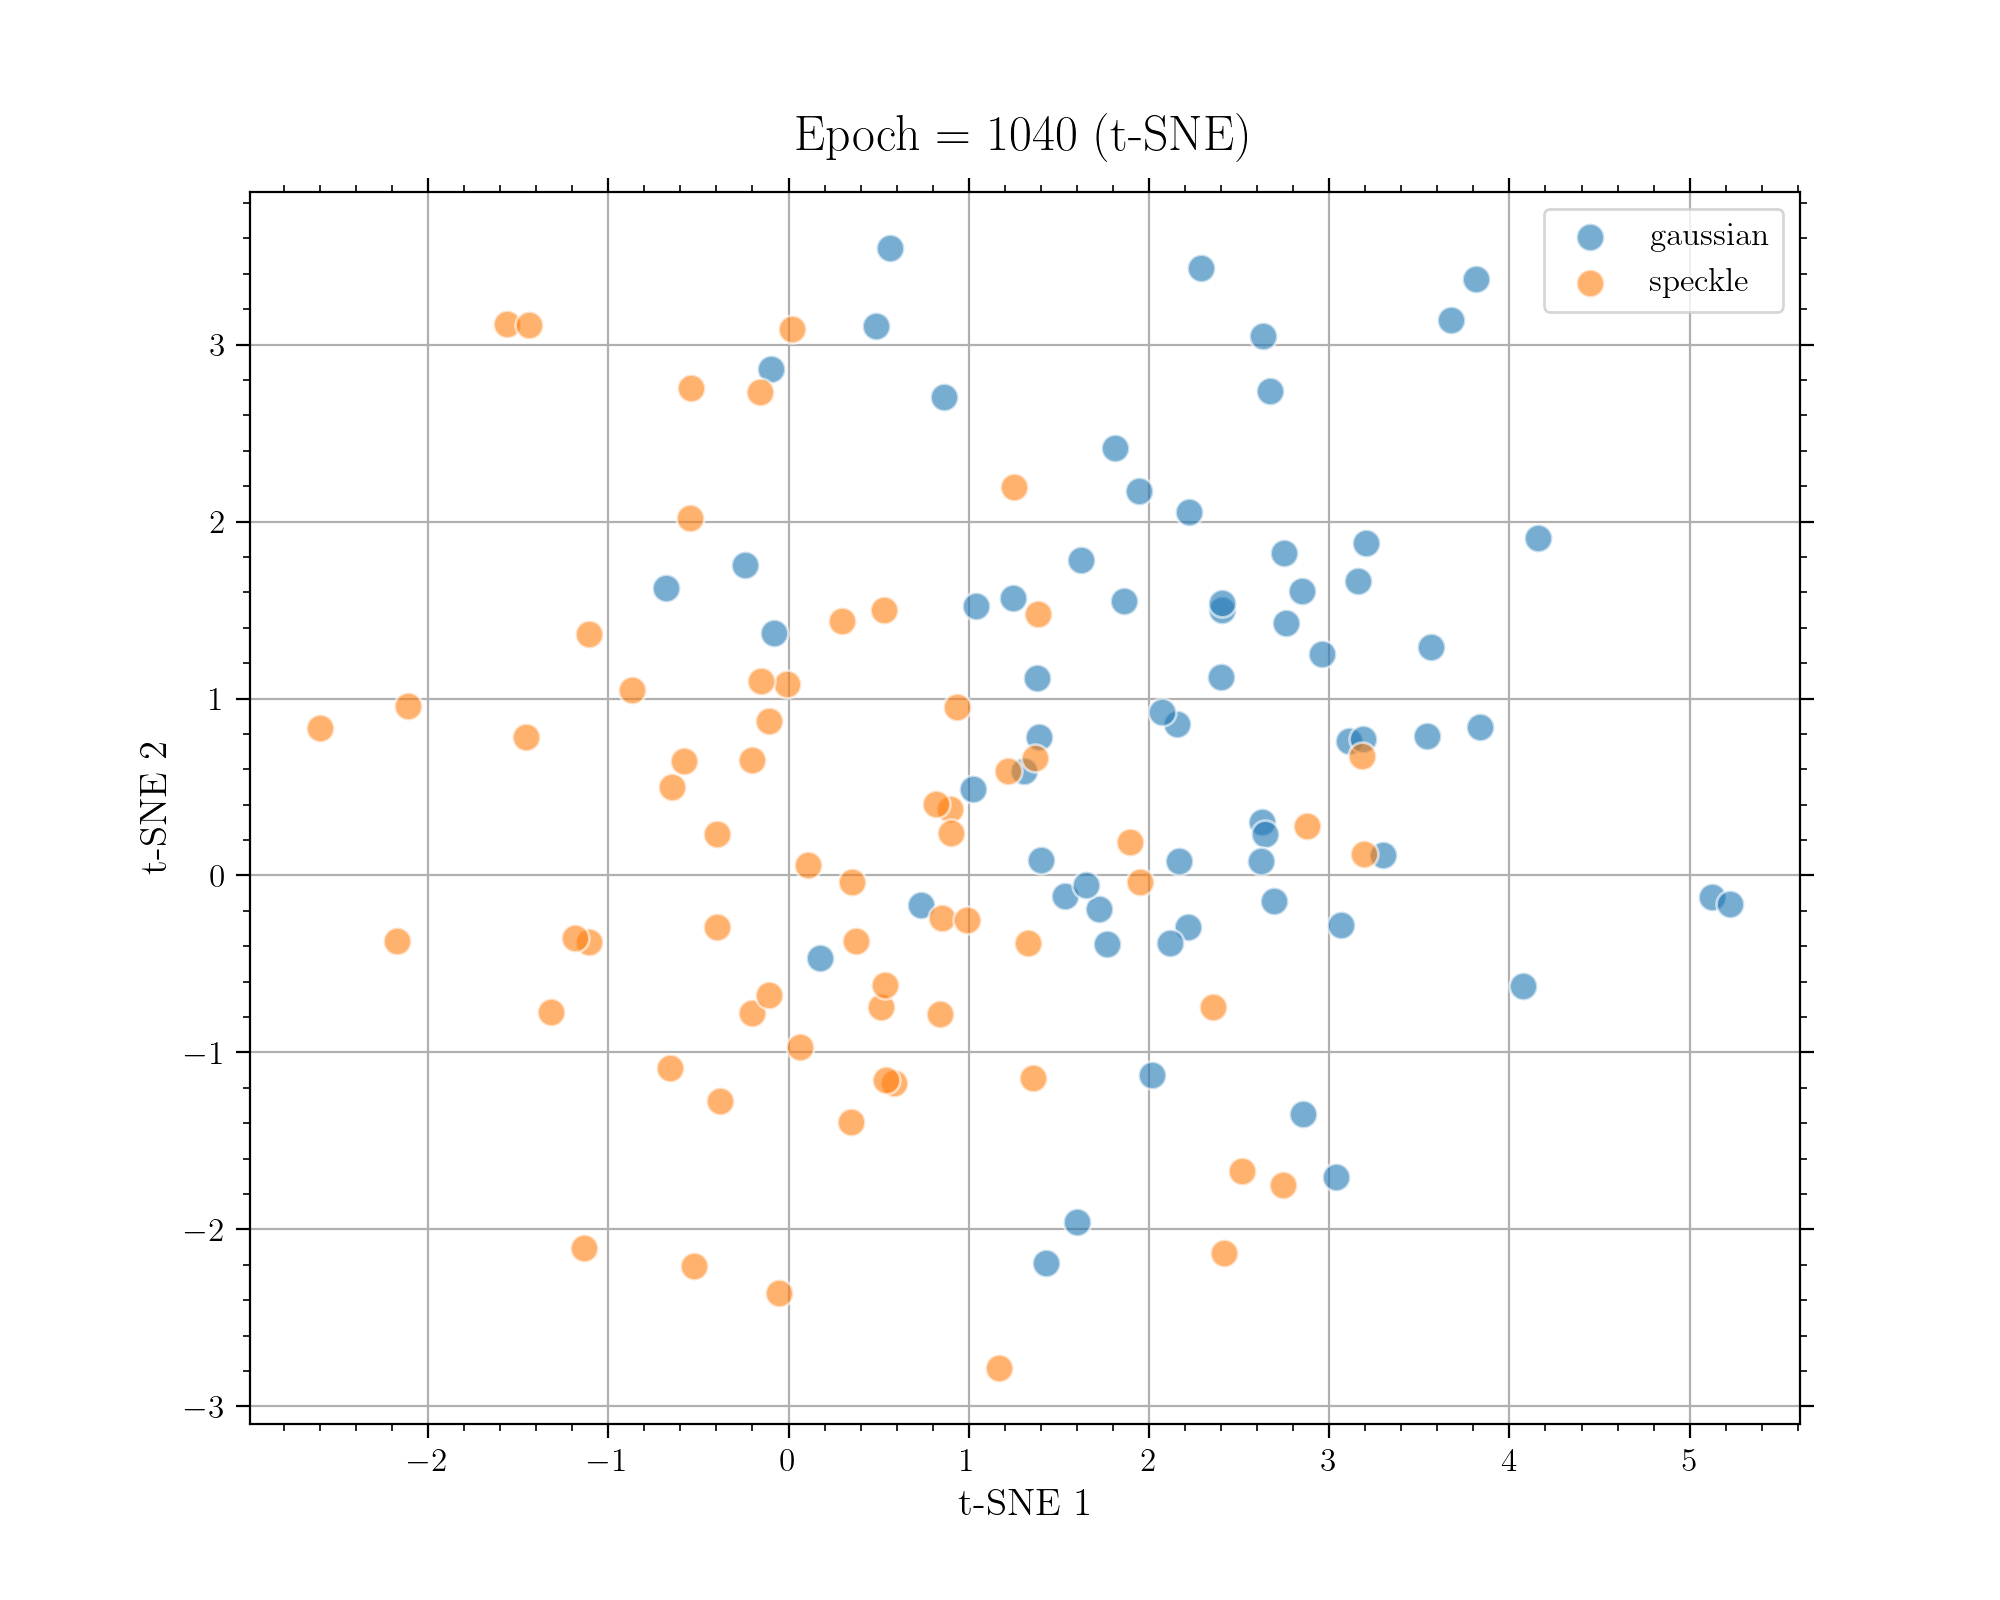 Epoch = 1040 (t-SNE)
gaussian
speckle
3
2
1
0
−1
−2
−3
t-SNE 2
−2 −1 0 1 2 3 4 5
t-SNE 1